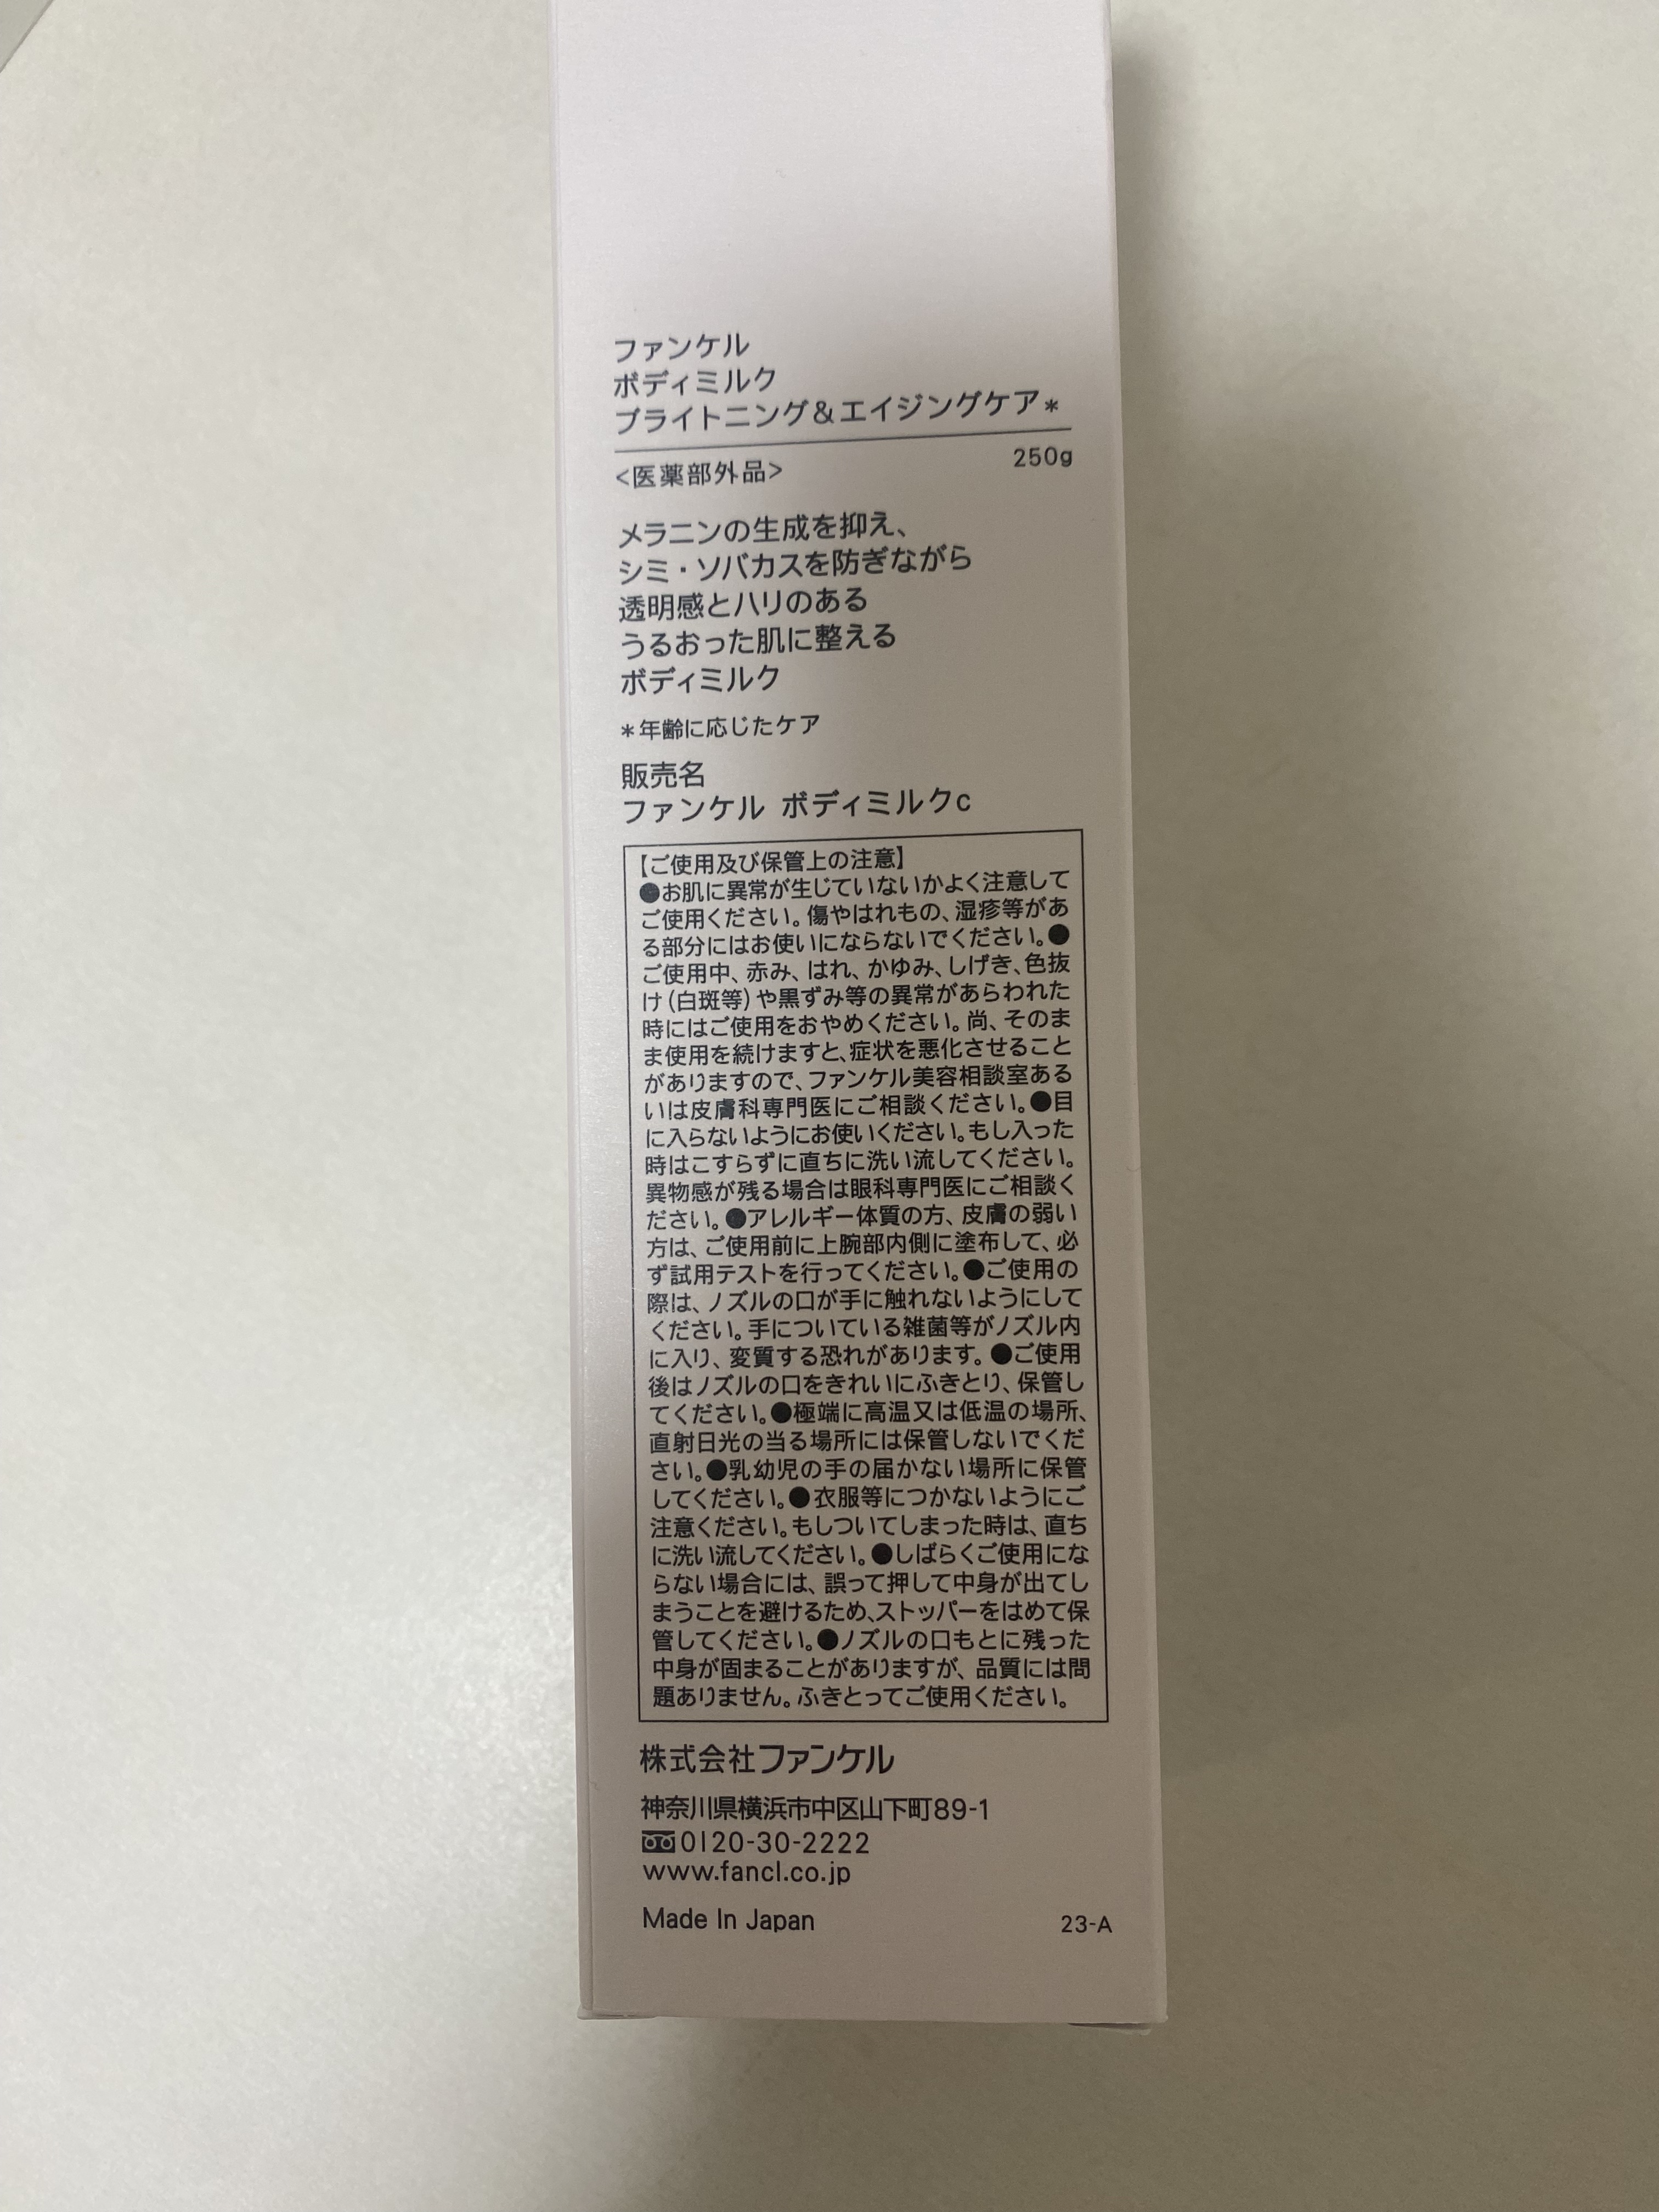 ファンケル
ボディミルク
ブライトニング&エイジングケア*
<医薬部外品> 250g
メラニンの生成を抑え、
シミ・ソバカスを防ぎながら
透明感とハリのある
うるおった肌に整える
ボディミルク
*年齢に応じたケア
販売名
ファンケル ボディミルクc
【ご使用及び保管上の注意】
●お肌に異常が生じていないかよく注意して
ご使用ください。傷やはれもの、湿疹等があ
る部分にはお使いにならないでください。●
ご使用中、赤み、はれ、かゆみ、しげき、色抜
け(白斑等)や黒ずみ等の異常があらわれた
時にはご使用をおやめください。尚、そのま
ま使用を続けますと、症状を悪化させること
がありますので、ファンケル美容相談室ある
いは皮膚科専門医にご相談ください。●目
に入らないようにお使いください。もし入った
時はこすらずに直ちに洗い流してください。
異物感が残る場合は眼科専門医にご相談く
ださい。●アレルギー体質の方、皮膚の弱い
方は、ご使用前に上腕部内側に塗布して、必
ず試用テストを行ってください。●ご使用の
際は、ノズルの口が手に触れないようにして
ください。手についている雑菌等がノズル内
に入り、変質する恐れがあります。●ご使用
後はノズルの口をきれいにふきとり、保管し
てください。●極端に高温又は低温の場所、
直射日光の当る場所には保管しないでくだ
さい。●乳幼児の手の届かない場所に保管
してください。●衣服等につかないようにご
注意ください。もしついてしまった時は、直ち
に洗い流してください。●しばらくご使用にな
らない場合には、誤って押して中身が出てし
まうことを避けるため、ストッパーをはめて保
管してください。●ノズルの口もとに残った
中身が固まることがありますが、品質には問
題ありません。ふきとってご使用ください。
株式会社ファンケル
神奈川県横浜市中区山下町89-1
0120-30-2222
www.fancl.co.jp
Made In Japan 23-A